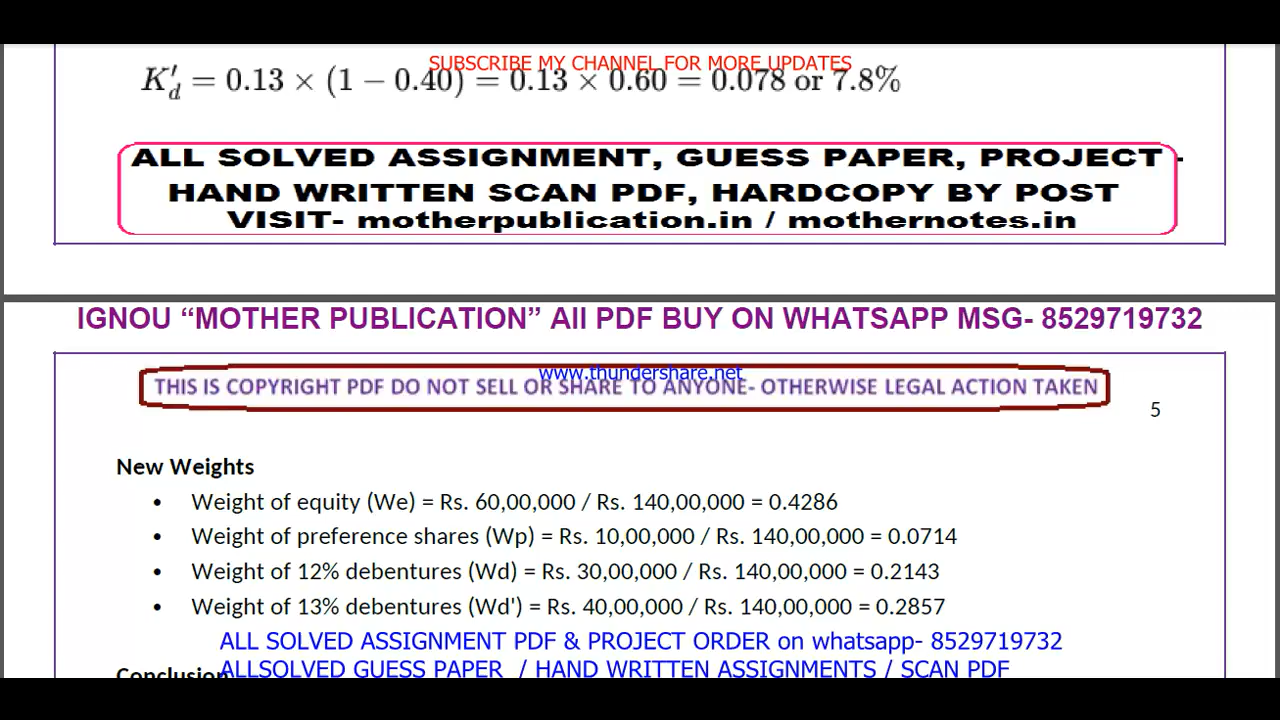 SUBSCRIBE MY CHANNEL FOR MORE UPDATES
K′d = 0.13 × (1 − 0.40) = 0.13 × 0.60 = 0.078 or 7.8%
ALL SOLVED ASSIGNMENT, GUESS PAPER, PROJECT -
HAND WRITTEN SCAN PDF, HARDCOPY BY POST
VISIT- motherpublication.in / mothernotes.in
IGNOU “MOTHER PUBLICATION” All PDF BUY ON WHATSAPP MSG- 8529719732
www.thundershare.net
THIS IS COPYRIGHT PDF DO NOT SELL OR SHARE TO ANYONE- OTHERWISE LEGAL ACTION TAKEN
5
New Weights
• Weight of equity (We) = Rs. 60,00,000 / Rs. 140,00,000 = 0.4286
• Weight of preference shares (Wp) = Rs. 10,00,000 / Rs. 140,00,000 = 0.0714
• Weight of 12% debentures (Wd) = Rs. 30,00,000 / Rs. 140,00,000 = 0.2143
• Weight of 13% debentures (Wd') = Rs. 40,00,000 / Rs. 140,00,000 = 0.2857
ALL SOLVED ASSIGNMENT PDF & PROJECT ORDER on whatsapp- 8529719732
Conclusion
ALLSOLVED GUESS PAPER / HAND WRITTEN ASSIGNMENTS / SCAN PDF